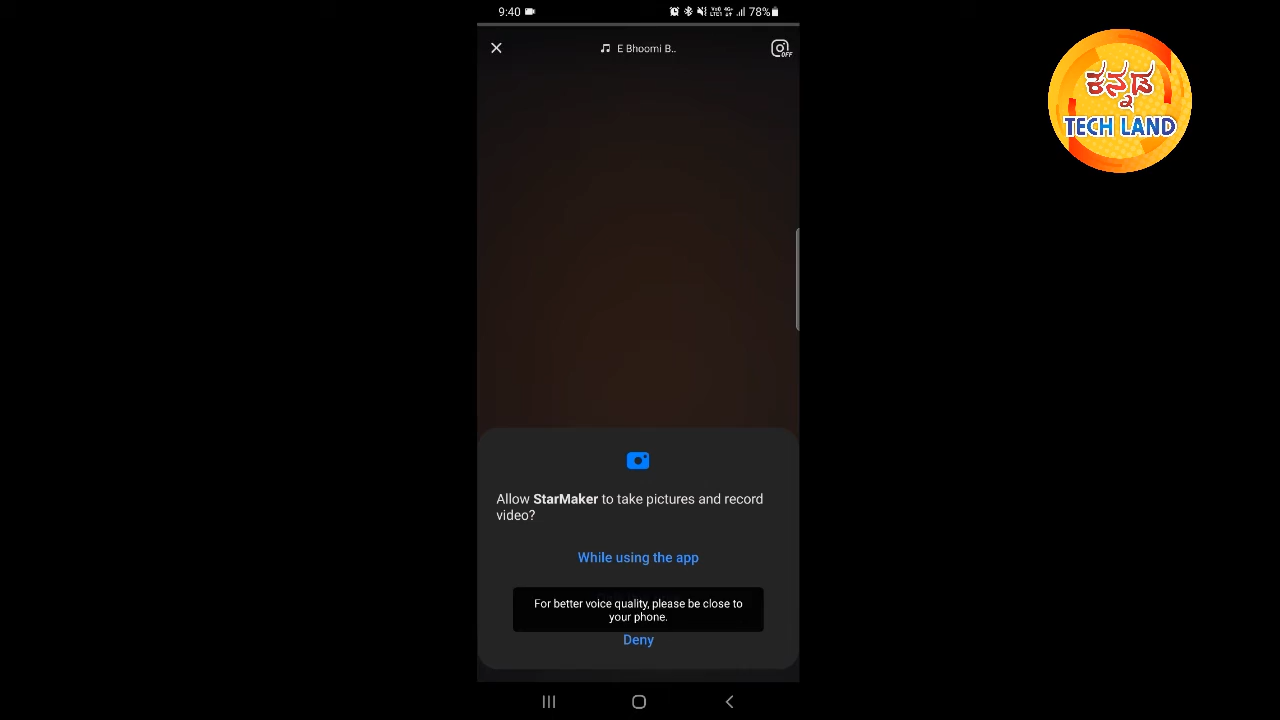 9:40
78%
E Bhoomi B..
OFF
ಕನ್ನಡ
TECH LAND
Allow StarMaker to take pictures and record
video?
While using the app
For better voice quality, please be close to
your phone.
Deny